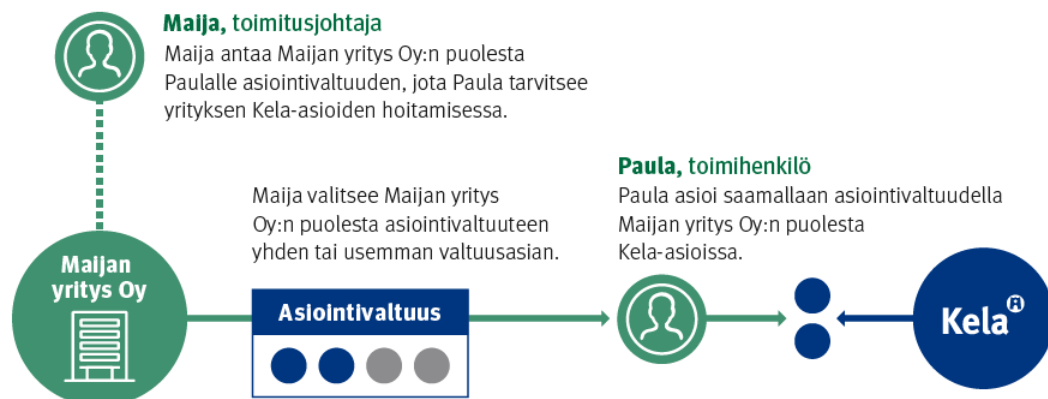 Maija, toimitusjohtaja
Maija antaa Maijan yritys Oy:n puolesta
Paulalle asiointivaltuuden, jota Paula tarvitsee
yrityksen Kela-asioiden hoitamisessa.
Maija valitsee Maijan yritys
Oy:n puolesta asiointivaltuuteen
yhden tai usemman valtuusasian.
Paula, toimihenkilö
Paula asioi saamallaan asiointivaltuudella
Maijan yritys Oy:n puolesta
Kela-asioissa.
Maijan
yritys Oy
Asiointivaltuus
Kela